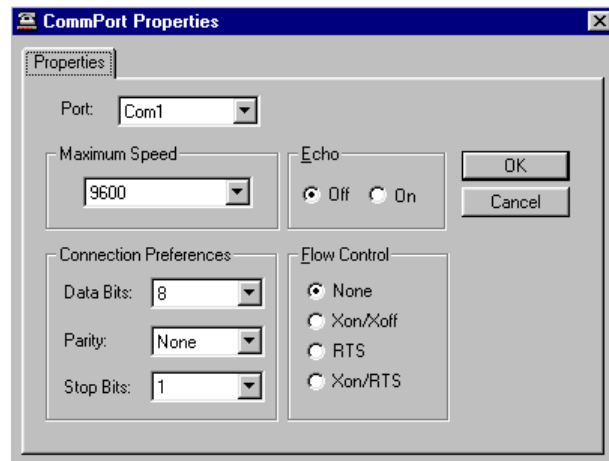 CommPort Properties
Properties
Port: Com1
Maximum Speed
9600
Echo
Off On
OK
Cancel
Connection Preferences
Data Bits: 8
Parity: None
Stop Bits: 1
Flow Control
None
Xon/Xoff
RTS
Xon/RTS